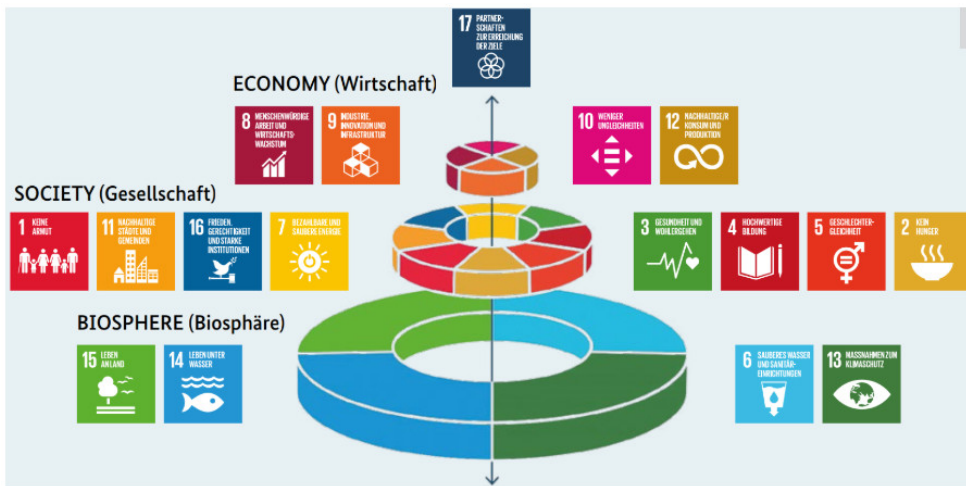 17 PARTNER-
SCHAFTEN
ZUR ERREICHUNG
DER ZIELE
ECONOMY (Wirtschaft)
8 MENSCHENWÜRDIGE
ARBEIT UND
WIRTSCHAFTS-
WACHSTUM
9 INDUSTRIE,
INNOVATION UND
INFRASTRUKTUR
10 WENIGER
UNGLEICHHEITEN
12 NACHHALTIGE/R
KONSUM UND
PRODUKTION
SOCIETY (Gesellschaft)
1 KEINE
ARMUT
11 NACHHALTIGE
STÄDTE UND
GEMEINDEN
16 FRIEDEN,
GERECHTIGKEIT
UND STARKE
INSTITUTIONEN
7 BEZAHLBARE UND
SAUBERE ENERGIE
3 GESUNDHEIT UND
WOHLERGEHEN
4 HOCHWERTIGE
BILDUNG
5 GESCHLECHTER-
GLEICHHEIT
2 KEIN
HUNGER
BIOSPHERE (Biosphäre)
15 LEBEN
AN LAND
14 LEBEN UNTER
WASSER
6 SAUBERES WASSER
UND SANITÄR-
EINRICHTUNGEN
13 MASSNAHMEN ZUM
KLIMASCHUTZ